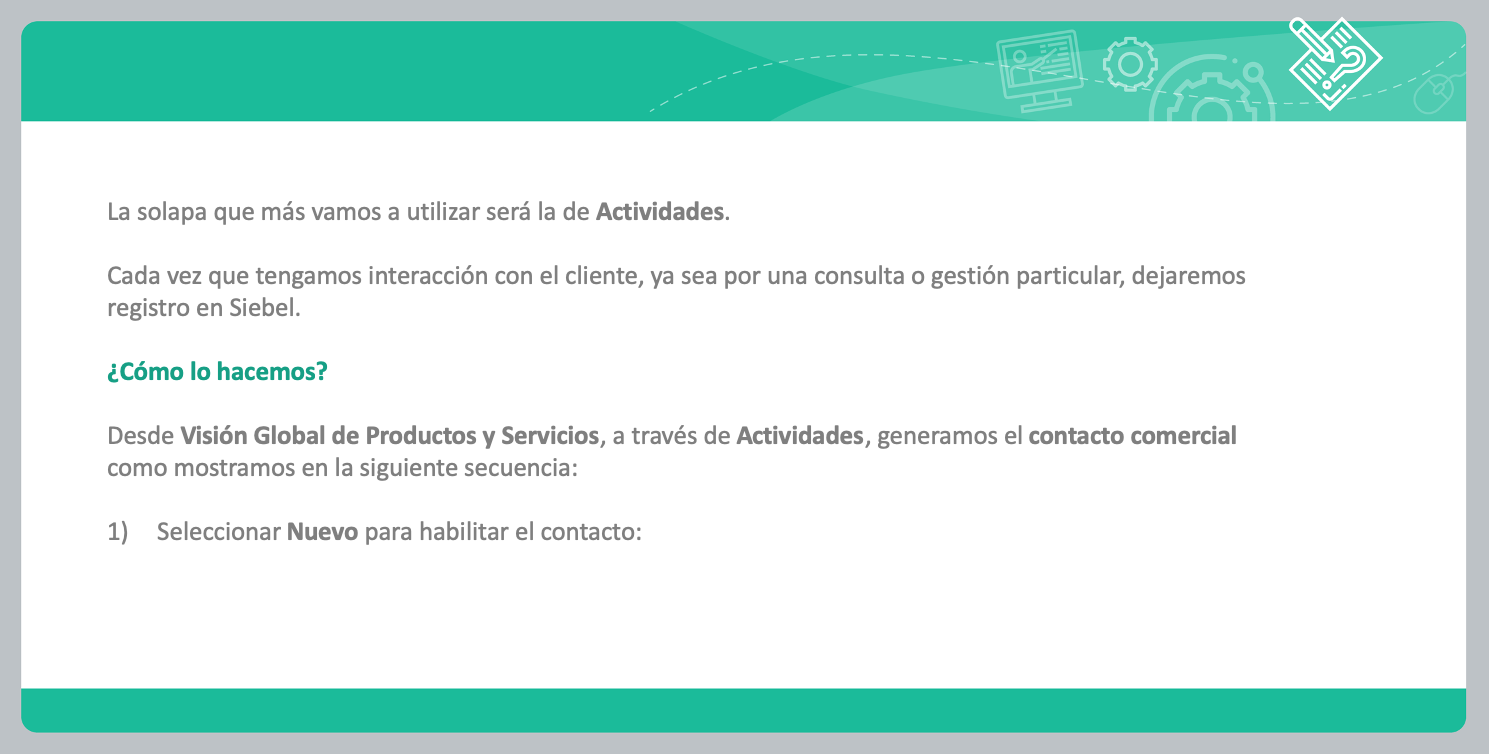 La solapa que más vamos a utilizar será la de Actividades.
Cada vez que tengamos interacción con el cliente, ya sea por una consulta o gestión particular, dejaremos
registro en Siebel.
¿Cómo lo hacemos?
Desde Visión Global de Productos y Servicios, a través de Actividades, generamos el contacto comercial
como mostramos en la siguiente secuencia:
1) Seleccionar Nuevo para habilitar el contacto: